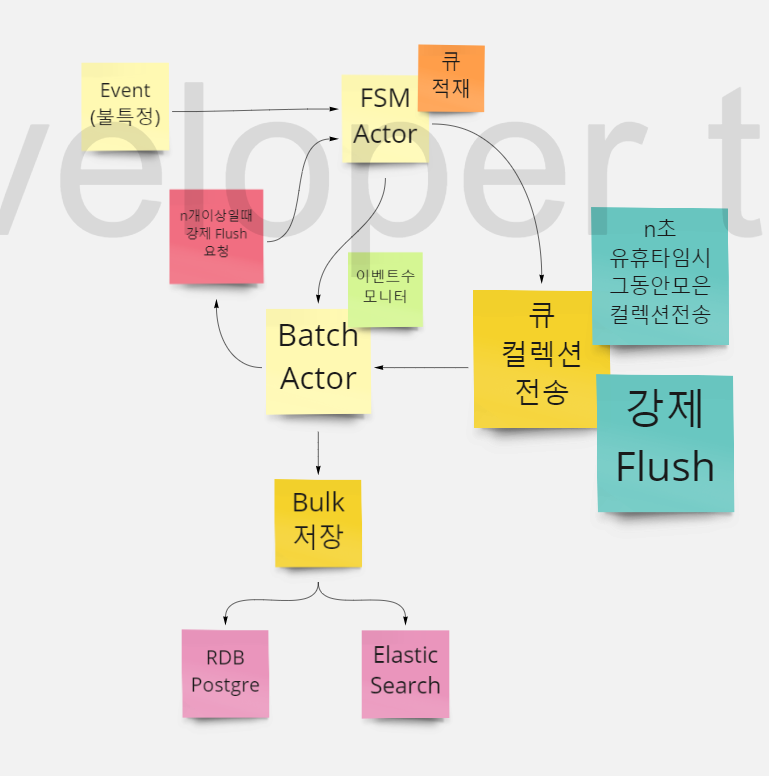 Event
(불특정)
FSM
Actor
큐
적재
n개이상일때
강제 Flush
요청
이벤트수
모니터
Batch
Actor
큐
컬렉션
전송
n초
유휴타임시
그동안모은
컬렉션전송
강제
Flush
Bulk
저장
RDB
Postgre
Elastic
Search
veloper t